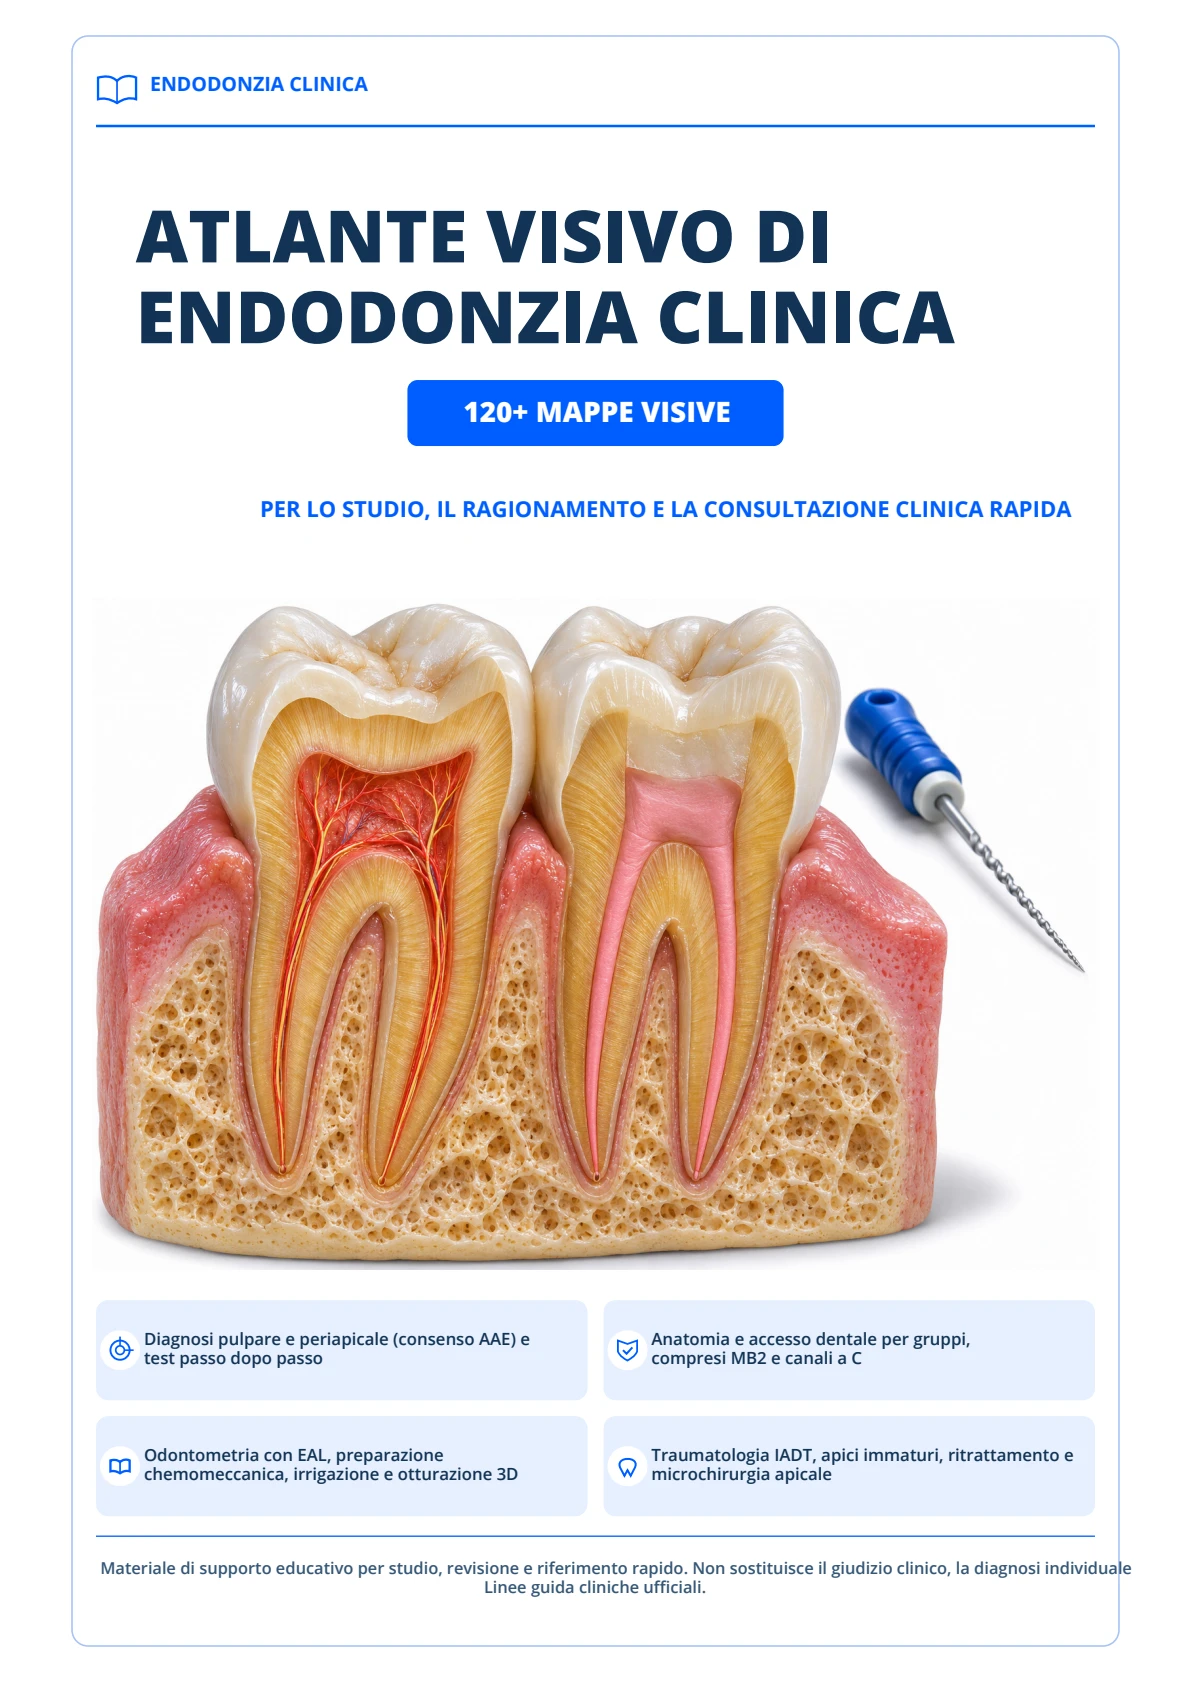 ENDODONZIA CLINICA
ATLANTE VISIVO DI
ENDODONZIA CLINICA
120+ MAPPE VISIVE
PER LO STUDIO, IL RAGIONAMENTO E LA CONSULTAZIONE CLINICA RAPIDA
Diagnosi pulpare e periapicale (consenso AAE) e
test passo dopo passo
Anatomia e accesso dentale per gruppi,
compresi MB2 e canali a C
Odontometria con EAL, preparazione
chemomeccanica, irrigazione e otturazione 3D
Traumatologia IADT, apici immaturi, ritrattamento e
microchirurgia apicale
Materiale di supporto educativo per studio, revisione e riferimento rapido. Non sostituisce il giudizio clinico, la diagnosi individuale
Linee guida cliniche ufficiali.